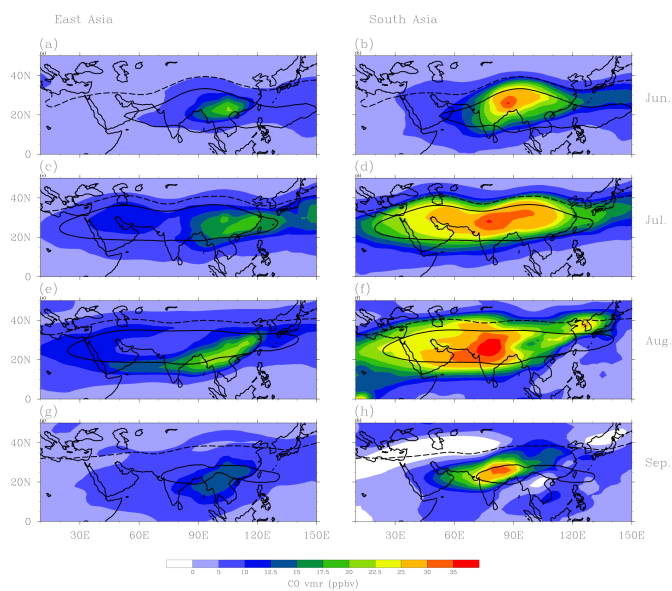 East Asia South Asia
(a) (b)
40N
20N
0
Jun.
(c) (d)
40N
20N
0
Jul.
(e) (f)
40N
20N
0
Aug.
(g) (h)
40N
20N
0
Sep.
30E 60E 90E 120E 150E 30E 60E 90E 120E 150E
0 5 10 12.5 15 17.5 20 22.5 25 30 35
CO vmr (ppbv)